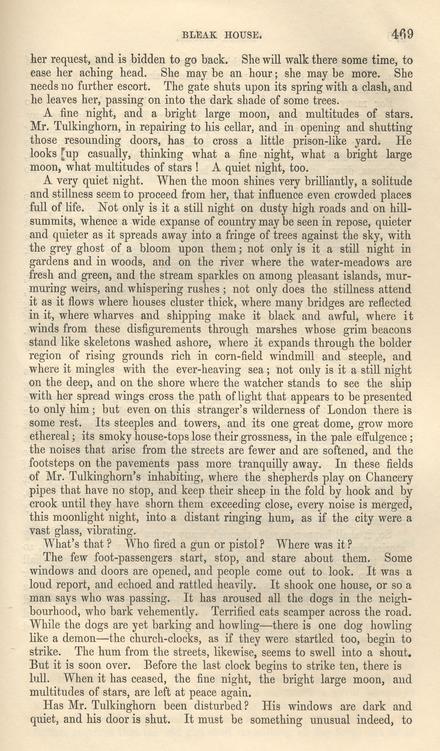 BLEAK HOUSE. 469
her request, and is bidden to go back. She will walk there some time, to
ease her aching head. She may be an hour; she may be more. She
needs no further escort. The gate shuts upon its spring with a clash, and
he leaves her, passing on into the dark shade of some trees.
A fine night, and a bright large moon, and multitudes of stars.
Mr. Tulkinghorn, in repairing to his cellar, and in opening and shutting
those resounding doors, has to cross a little prison-like yard. He
looks up casually, thinking what a fine night, what a bright large
moon, what multitudes of stars! A quiet night, too.
A very quiet night. When the moon shines very brilliantly, a solitude
and stillness seem to proceed from her, that influence even crowded places
full of life. Not only is it a still night on dusty high roads and on hill-
summits, whence a wide expanse of country may be seen in repose, quieter
and quieter as it spreads away into a fringe of trees against the sky, with
the grey ghost of a bloom upon them; not only is it a still night in
gardens and in woods, and on the river where the water-meadows are
fresh and green, and the stream sparkles on among pleasant islands, mur-
muring weirs, and whispering rushes; not only does the stillness attend
it as it flows where houses cluster thick, where many bridges are reflected
in it, where wharves and shipping make it black and awful, where it
winds from these disfigurements through marshes whose grim beacons
stand like skeletons washed ashore, where it expands through the bolder
region of rising grounds rich in corn-field windmill and steeple, and
where it mingles with the ever-heaving sea; not only is it a still night
on the deep, and on the shore where the watcher stands to see the ship
with her spread wings cross the path of light that appears to be presented
to only him; but even on this stranger's wilderness of London there is
some rest. Its steeples and towers, and its one great dome, grow more
ethereal; its smoky house-tops lose their grossness, in the pale effulgence;
the noises that arise from the streets are fewer and are softened, and the
footsteps on the pavements pass more tranquilly away. In these fields
of Mr. Tulkinghorn's inhabiting, where the shepherds play on Chancery
pipes that have no stop, and keep their sheep in the fold by hook and by
crook until they have shorn them exceeding close, every noise is merged,
this moonlight night, into a distant ringing hum, as if the city were a
vast glass, vibrating.
What's that? Who fired a gun or pistol? Where was it?
The few foot-passengers start, stop, and stare about them. Some
windows and doors are opened, and people come out to look. It was a
loud report, and echoed and rattled heavily. It shook one house, or so a
man says who was passing. It has aroused all the dogs in the neigh-
bourhood, who bark vehemently. Terrified cats scamper across the road.
While the dogs are yet barking and howling—there is one dog howling
like a demon—the church-clocks, as if they were startled too, begin to
strike. The hum from the streets, likewise, seems to swell into a shout.
But it is soon over. Before the last clock begins to strike ten, there is
lull. When it has ceased, the fine night, the bright large moon, and
multitudes of stars, are left at peace again.
Has Mr. Tulkinghorn been disturbed? His windows are dark and
quiet, and his door is shut. It must be something unusual indeed, to